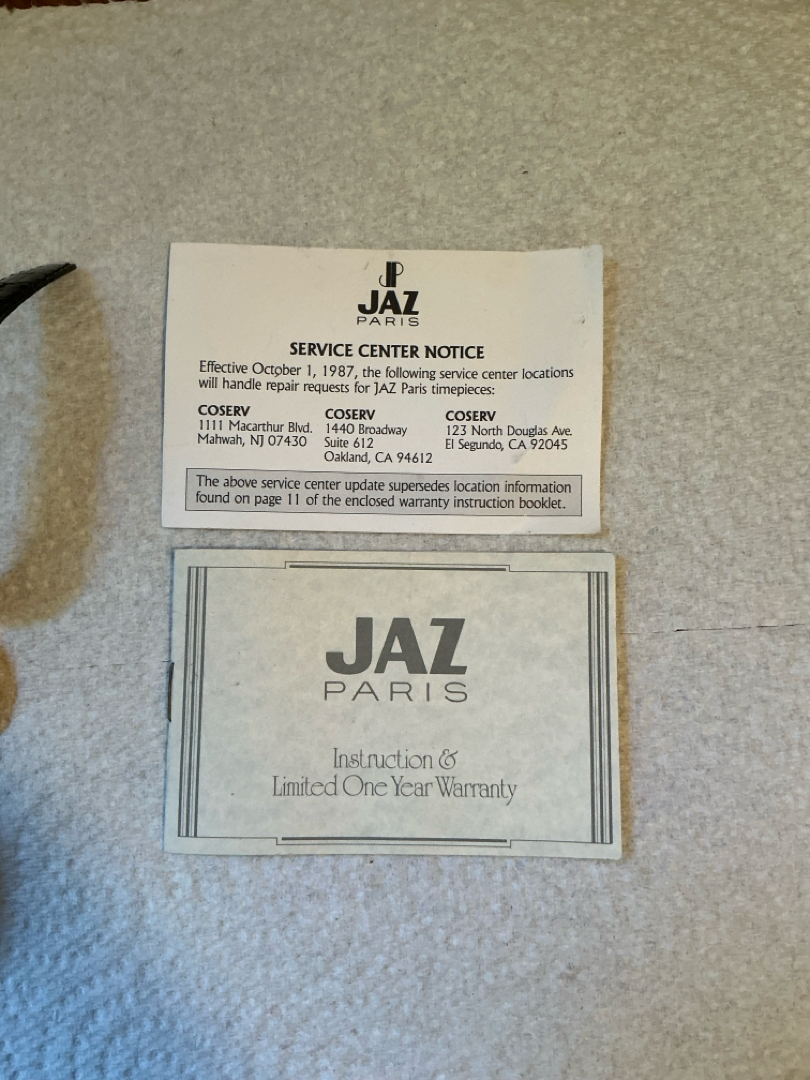 JP
JAZ
PARIS
SERVICE CENTER NOTICE
Effective October 1, 1987, the following service center locations
will handle repair requests for JAZ Paris timepieces:
COSERV
1111 Macarthur Blvd.
Mahwah, NJ 07430
COSERV
1440 Broadway
Suite 612
Oakland, CA 94612
COSERV
123 North Douglas Ave.
El Segundo, CA 92045
The above service center update supersedes location information
found on page 11 of the enclosed warranty instruction booklet.
JAZ
PARIS
Instruction &
Limited One Year Warranty